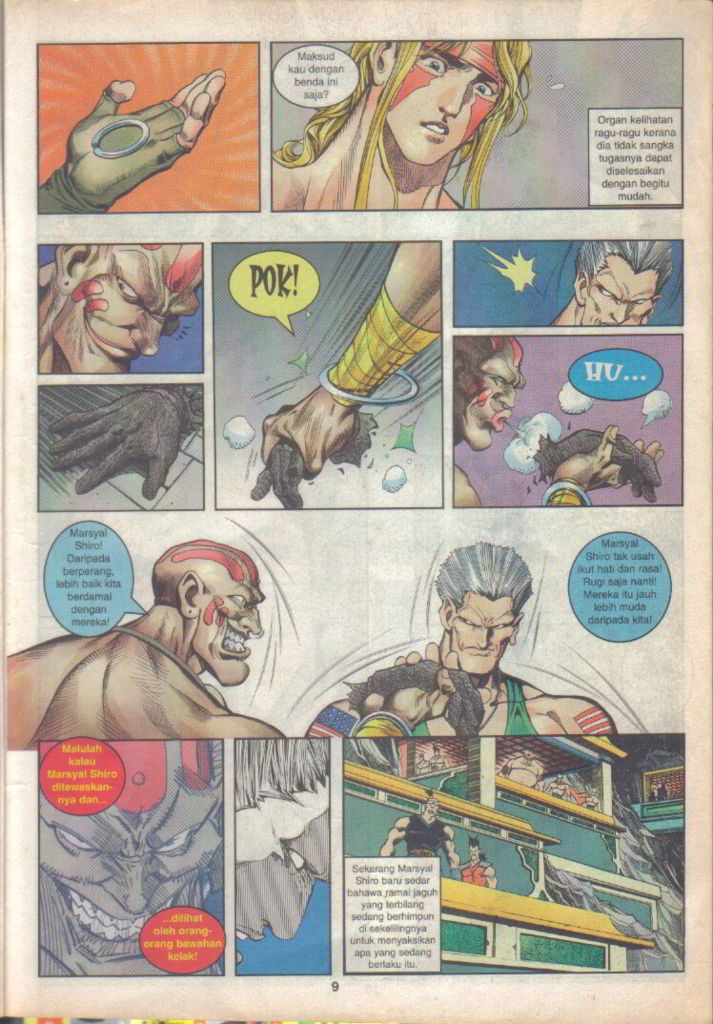 Maksud
kau dengan
benda ini
saja?
Organ kelihatan
ragu-ragu kerana
dia tidak sangka
tugasnya dapat
diselesaikan
dengan begitu
mudah.
POK!
HU...
Marsyal
Shiro!
Daripada
berperang,
lebih baik kita
berdamai
dengan
mereka!
Marsyal
Shiro tak usah
ikut hati dan rasa!
Rugi saja nanti!
Mereka itu jauh
lebih muda
daripada kita!
Malulah
kalau
Marsyal Shiro
ditewaskan-
nya dan...
...dilihat
oleh orang-
orang bawahan
kelak!
Sekarang Marsyal
Shiro baru sedar
bahawa ramai jaguh
yang terbilang
sedang berhimpun
di sekelilingnya
untuk menyaksikan
apa yang sedang
berlaku itu.
9